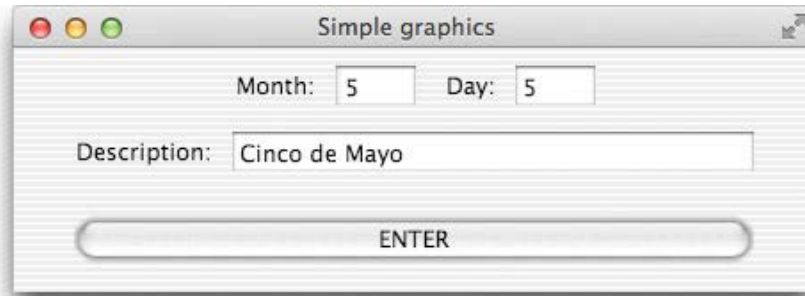 Simple graphics
Month: 5 Day: 5
Description: Cinco de Mayo
ENTER